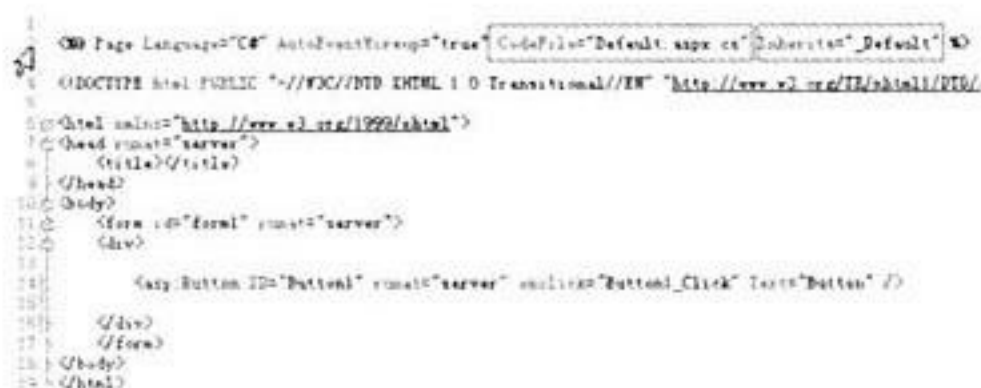 <%@ Page Language="C#" AutoEventWireup="true" CodeFile="Default.aspx.cs" Inherits="_Default" %>
<!DOCTYPE html PUBLIC "-//W3C//DTD XHTML 1.0 Transitional//EN" "http://www.w3.org/TR/xhtml1/DTD/
<html xmlns="http://www.w3.org/1999/xhtml">
<head runat="server">
<title></title>
</head>
<body>
<form id="form1" runat="server">
<div>
<asp:Button ID="Button1" runat="server" onclick="Button1_Click" Text="Button" />
</div>
</form>
</body>
</html>